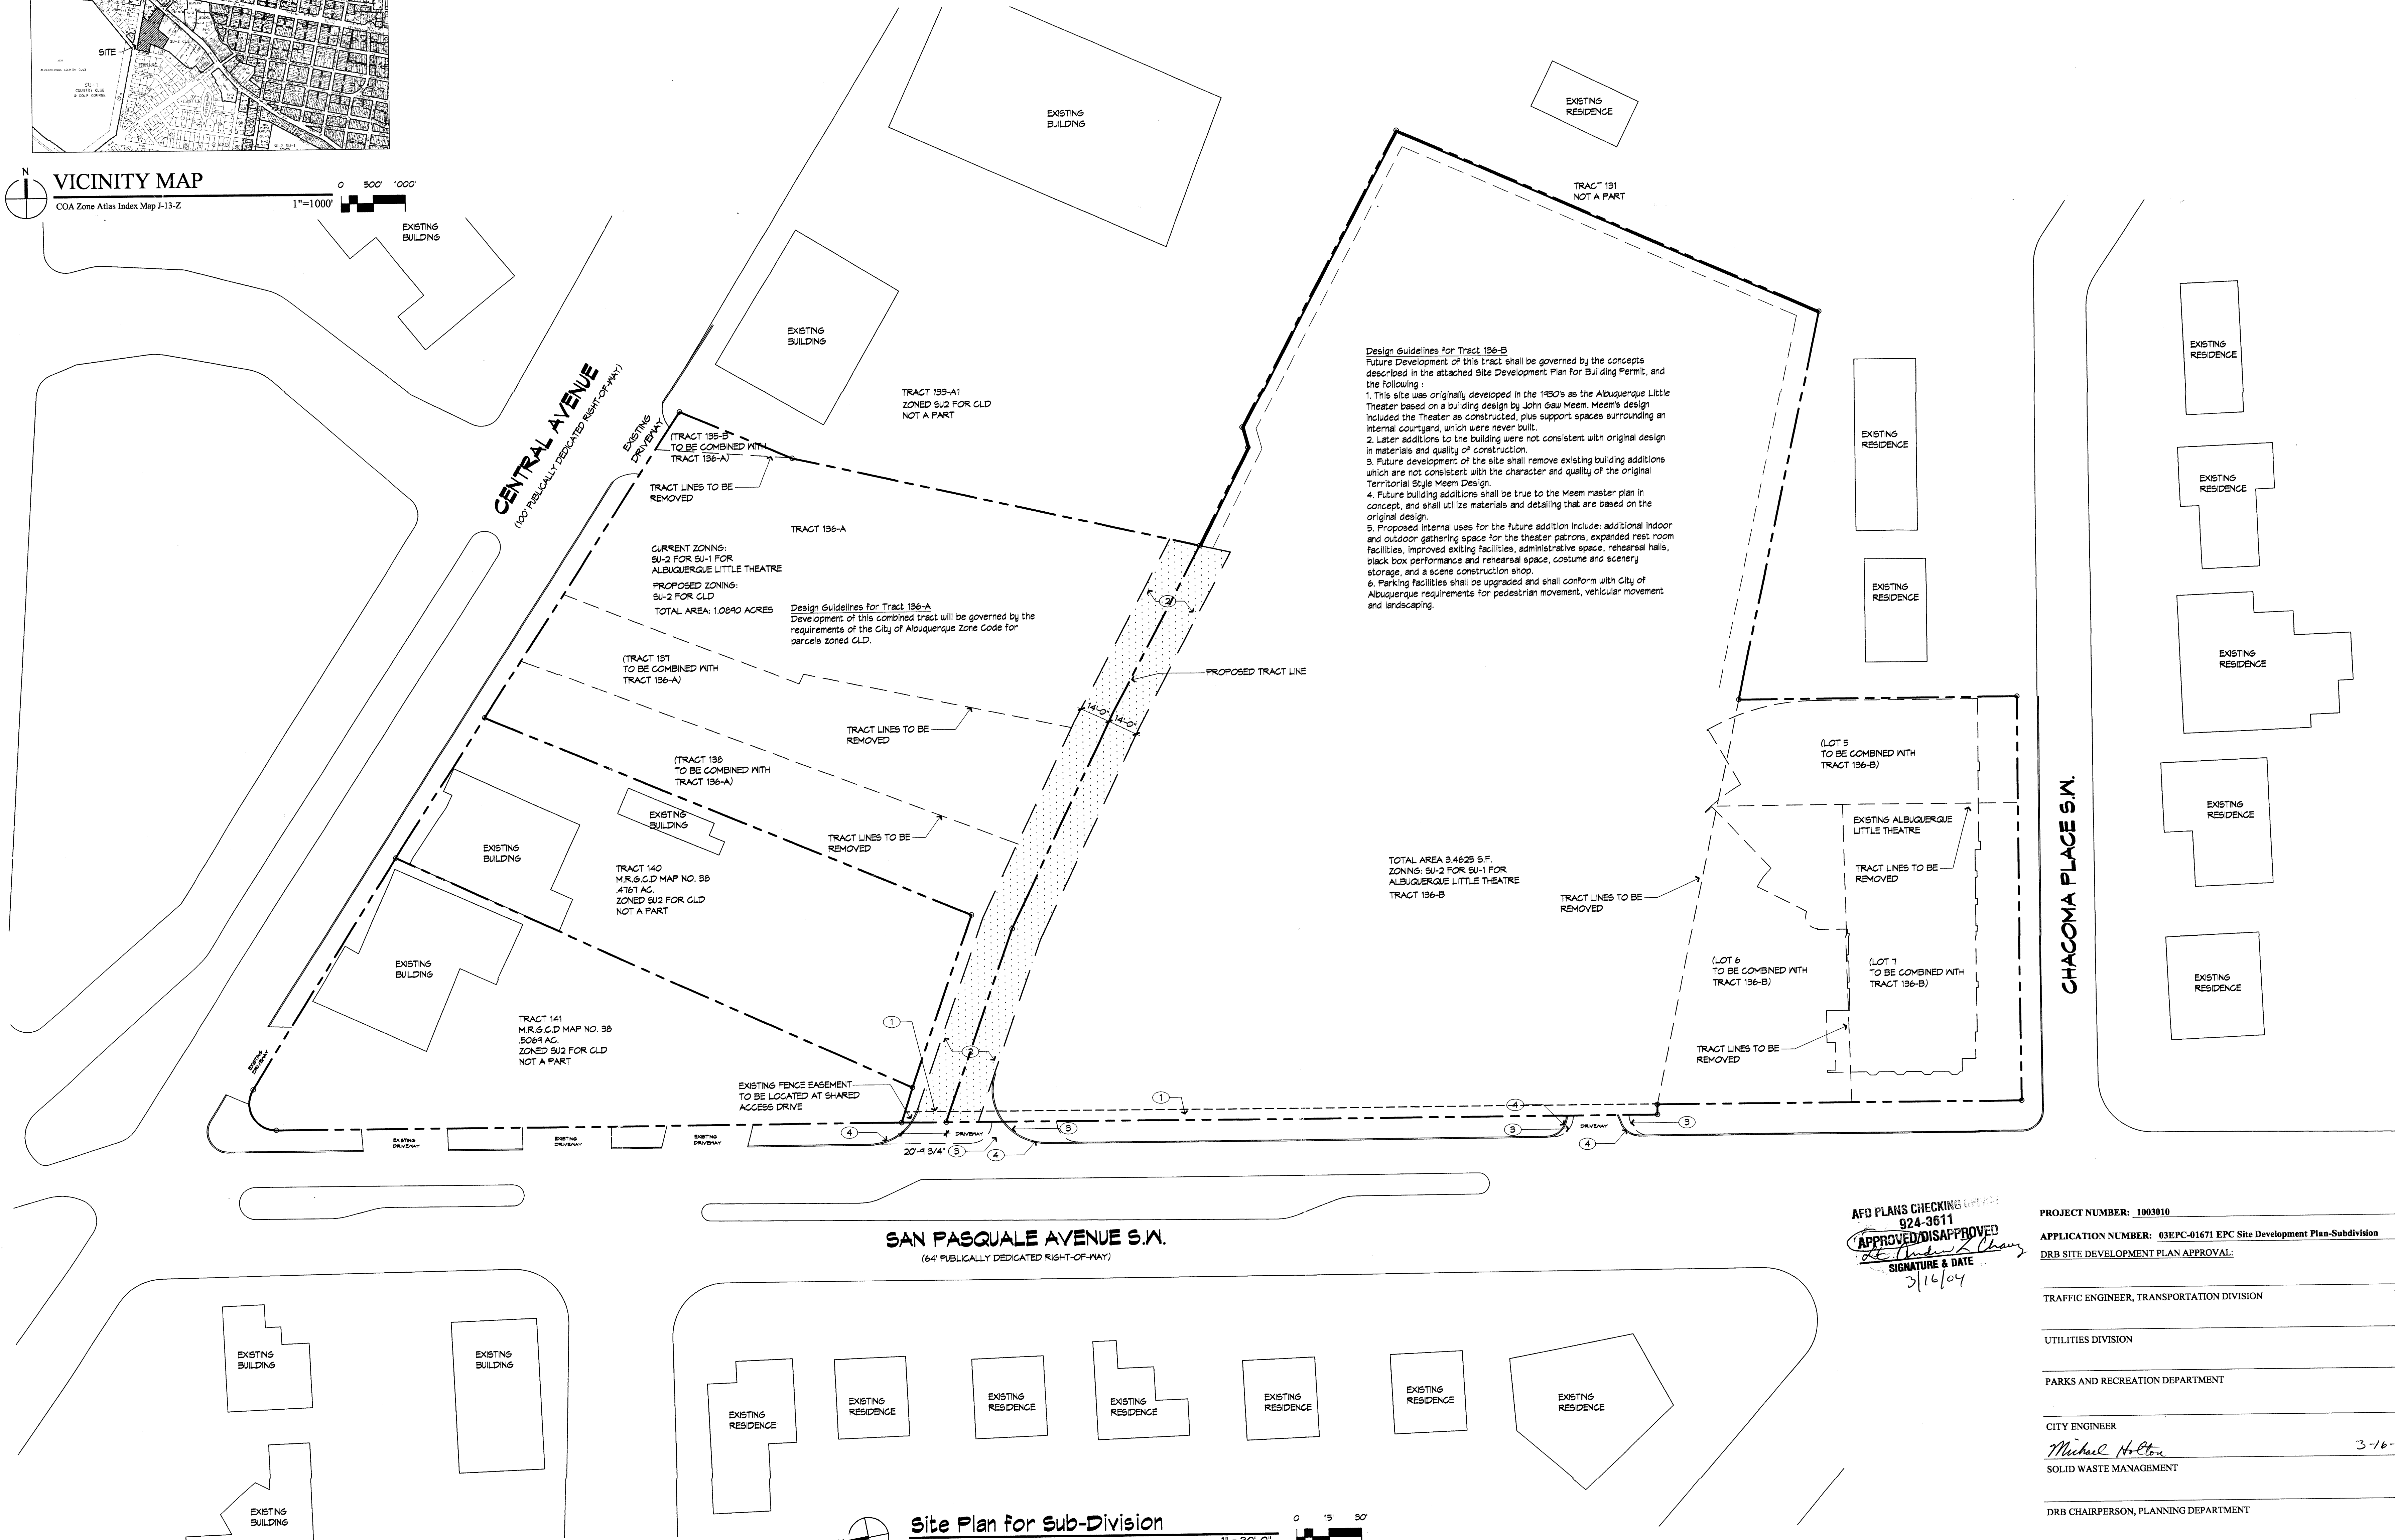 SITE
SU-1
COUNTRY CLUB
& GOLF COURSE
N
VICINITY MAP
COA Zone Atlas Index Map J-13-Z
1"=1000'
0 500' 1000'
EXISTING
BUILDING
EXISTING
BUILDING
EXISTING
RESIDENCE
TRACT 131
NOT A PART
EXISTING
BUILDING
CENTRAL AVENUE
(100' PUBLICALLY DEDICATED RIGHT-OF-WAY)
EXISTING
DRIVEWAY
TRACT 133-A1
ZONED SU2 FOR CLD
NOT A PART
(TRACT 135-B
TO BE COMBINED WITH
TRACT 136-A)
TRACT LINES TO BE
REMOVED
TRACT 136-A
CURRENT ZONING:
SU-2 FOR SU-1 FOR
ALBUQUERQUE LITTLE THEATRE
PROPOSED ZONING:
SU-2 FOR CLD
TOTAL AREA: 1.0890 ACRES
Design Guidelines for Tract 136-A
Development of this combined tract will be governed by the
requirements of the City of Albuquerque Zone Code for
parcels zoned CLD.
Design Guidelines for Tract 136-B
Future Development of this tract shall be governed by the concepts
described in the attached Site Development Plan for Building Permit, and
the following :
1. This site was originally developed in the 1930's as the Albuquerque Little
Theater based on a building design by John Gaw Meem. Meem's design
included the Theater as constructed, plus support spaces surrounding an
internal courtyard, which were never built.
2. Later additions to the building were not consistent with original design
in materials and quality of construction.
3. Future development of the site shall remove existing building additions
which are not consistent with the character and quality of the original
Territorial Style Meem Design.
4. Future building additions shall be true to the Meem master plan in
concept, and shall utilize materials and detailing that are based on the
original design.
5. Proposed internal uses for the future addition include: additional indoor
and outdoor gathering space for the theater patrons, expanded rest room
facilities, improved exiting facilities, administrative space, rehearsal halls,
black box performance and rehearsal space, costume and scenery
storage, and a scene construction shop.
6. Parking facilities shall be upgraded and shall conform with City of
Albuquerque requirements for pedestrian movement, vehicular movement
and landscaping.
EXISTING
RESIDENCE
EXISTING
RESIDENCE
EXISTING
RESIDENCE
EXISTING
RESIDENCE
EXISTING
RESIDENCE
EXISTING
RESIDENCE
EXISTING
RESIDENCE
2
PROPOSED TRACT LINE
14'-0" 14'-0"
(TRACT 137
TO BE COMBINED WITH
TRACT 136-A)
TRACT LINES TO BE
REMOVED
(TRACT 138
TO BE COMBINED WITH
TRACT 136-A)
TRACT LINES TO BE
REMOVED
EXISTING
BUILDING
EXISTING
BUILDING
TRACT 140
M.R.G.C.D MAP NO. 38
.4767 AC.
ZONED SU2 FOR CLD
NOT A PART
EXISTING
BUILDING
TRACT 141
M.R.G.C.D MAP NO. 38
.5069 AC.
ZONED SU2 FOR CLD
NOT A PART
EXISTING
DRIVEWAY
TOTAL AREA 3.4625 S.F.
ZONING: SU-2 FOR SU-1 FOR
ALBUQUERQUE LITTLE THEATRE
TRACT 136-B
TRACT LINES TO BE
REMOVED
(LOT 5
TO BE COMBINED WITH
TRACT 136-B)
EXISTING ALBUQUERQUE
LITTLE THEATRE
TRACT LINES TO BE
REMOVED
(LOT 6
TO BE COMBINED WITH
TRACT 136-B)
(LOT 7
TO BE COMBINED WITH
TRACT 136-B)
TRACT LINES TO BE
REMOVED
CHACOMA PLACE S.W.
1
2
EXISTING FENCE EASEMENT
TO BE LOCATED AT SHARED
ACCESS DRIVE
1
EXISTING
DRIVEWAY
EXISTING
DRIVEWAY
EXISTING
DRIVEWAY
4
DRIVEWAY
20'-9 3/4"
3
3
4
4
3
DRIVEWAY
3
4
SAN PASQUALE AVENUE S.W.
(64' PUBLICALLY DEDICATED RIGHT-OF-WAY)
AFD PLANS CHECKING OFFICE
924-3611
APPROVED/DISAPPROVED
Lt. Andrew L Chavez
SIGNATURE & DATE
3/16/04
PROJECT NUMBER: 1003010
APPLICATION NUMBER: 03EPC-01671 EPC Site Development Plan-Subdivision
DRB SITE DEVELOPMENT PLAN APPROVAL:
TRAFFIC ENGINEER, TRANSPORTATION DIVISION
UTILITIES DIVISION
PARKS AND RECREATION DEPARTMENT
CITY ENGINEER
Michael Holton 3-16-
SOLID WASTE MANAGEMENT
DRB CHAIRPERSON, PLANNING DEPARTMENT
EXISTING
BUILDING
EXISTING
BUILDING
EXISTING
BUILDING
EXISTING
RESIDENCE
EXISTING
RESIDENCE
EXISTING
RESIDENCE
EXISTING
RESIDENCE
EXISTING
RESIDENCE
EXISTING
RESIDENCE
EXISTING
RESIDENCE
Site Plan for Sub-Division
0 15' 30'